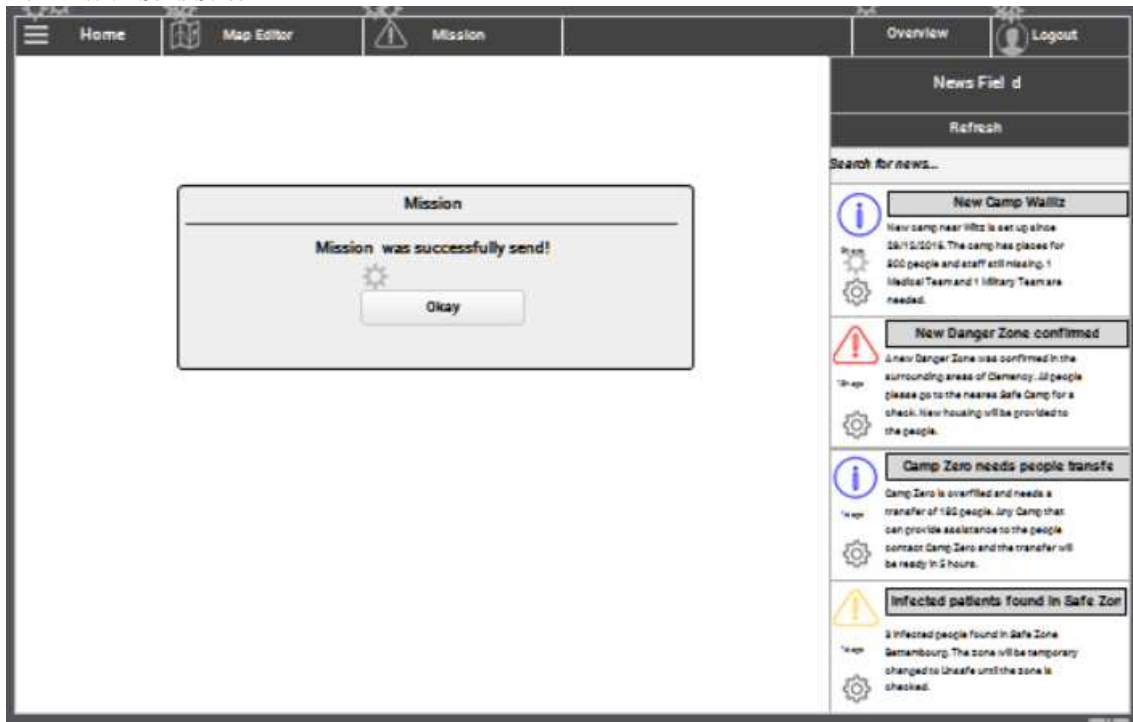 Home
Map Editor
Mission
Overview
Logout
Mission
Mission was successfully send!
Okay
News Fiel d
Refresh
Search for news...
New Camp Walliz
New camp near Wiltz is set up since
The camp has places for
people and staff still missing. 1
Medical Team and 1 Military Team are
needed.
New Danger Zone confirmed
A new Danger Zone was confirmed in the
surrounding areas of Clemency. All people
please go to the neares Safe Camp for a
check. New housing will be provided to
the people.
Camp Zero needs people transfe
Camp Zero is overfilled and needs a
transfer of people. Any Camp that
can provide assistance to the people
contact Camp Zero and the transfer will
be ready in hours.
Infected patients found in Safe Zon
infected people found in Safe Zone
Bettembourg. The zone will be temporary
changed to Unsafe until the zone is
checked.